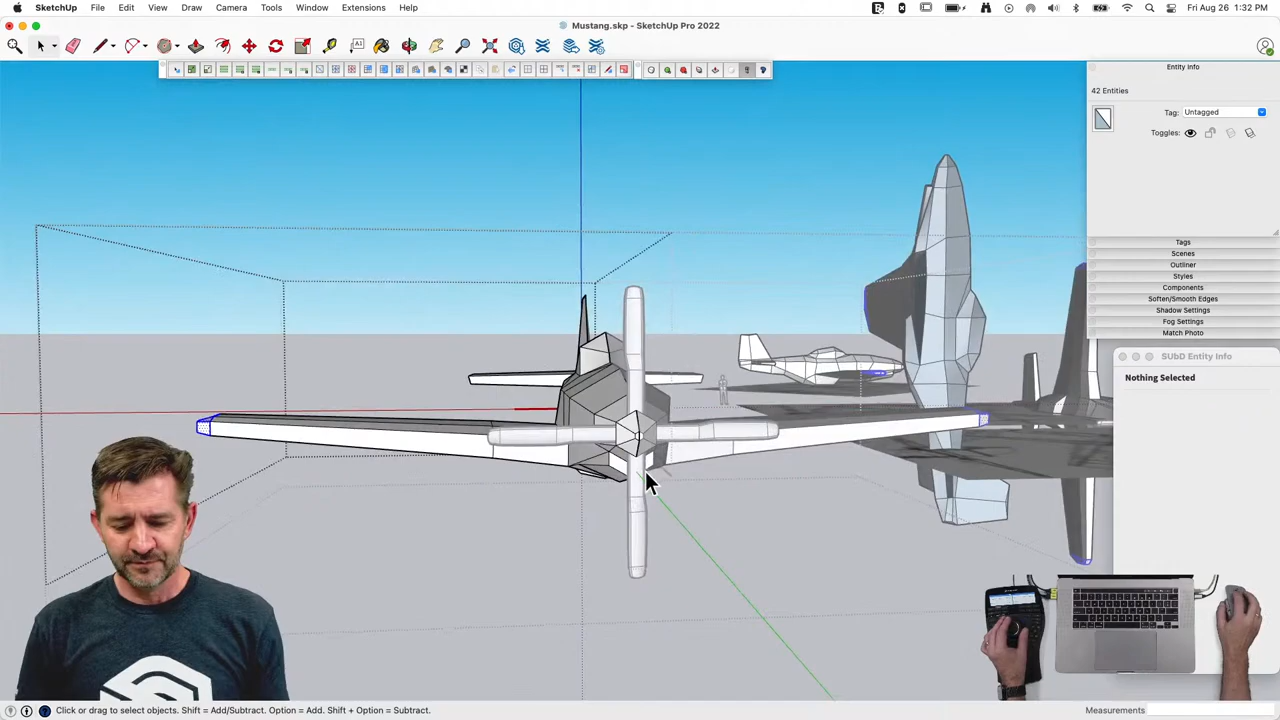 SketchUp File Edit View Draw Camera Tools Window Extensions Help Fri Aug 26 1:32 PM
Mustang.skp - SketchUp Pro 2022
A1
Entity Info
42 Entities
Tag: Untagged
Toggles:
Tags
Scenes
Outliner
Styles
Components
Soften/Smooth Edges
Shadow Settings
Fog Settings
Match Photo
SUbD Entity Info
Nothing Selected
Click or drag to select objects. Shift = Add/Subtract. Option = Add. Shift + Option = Subtract.
Measurements